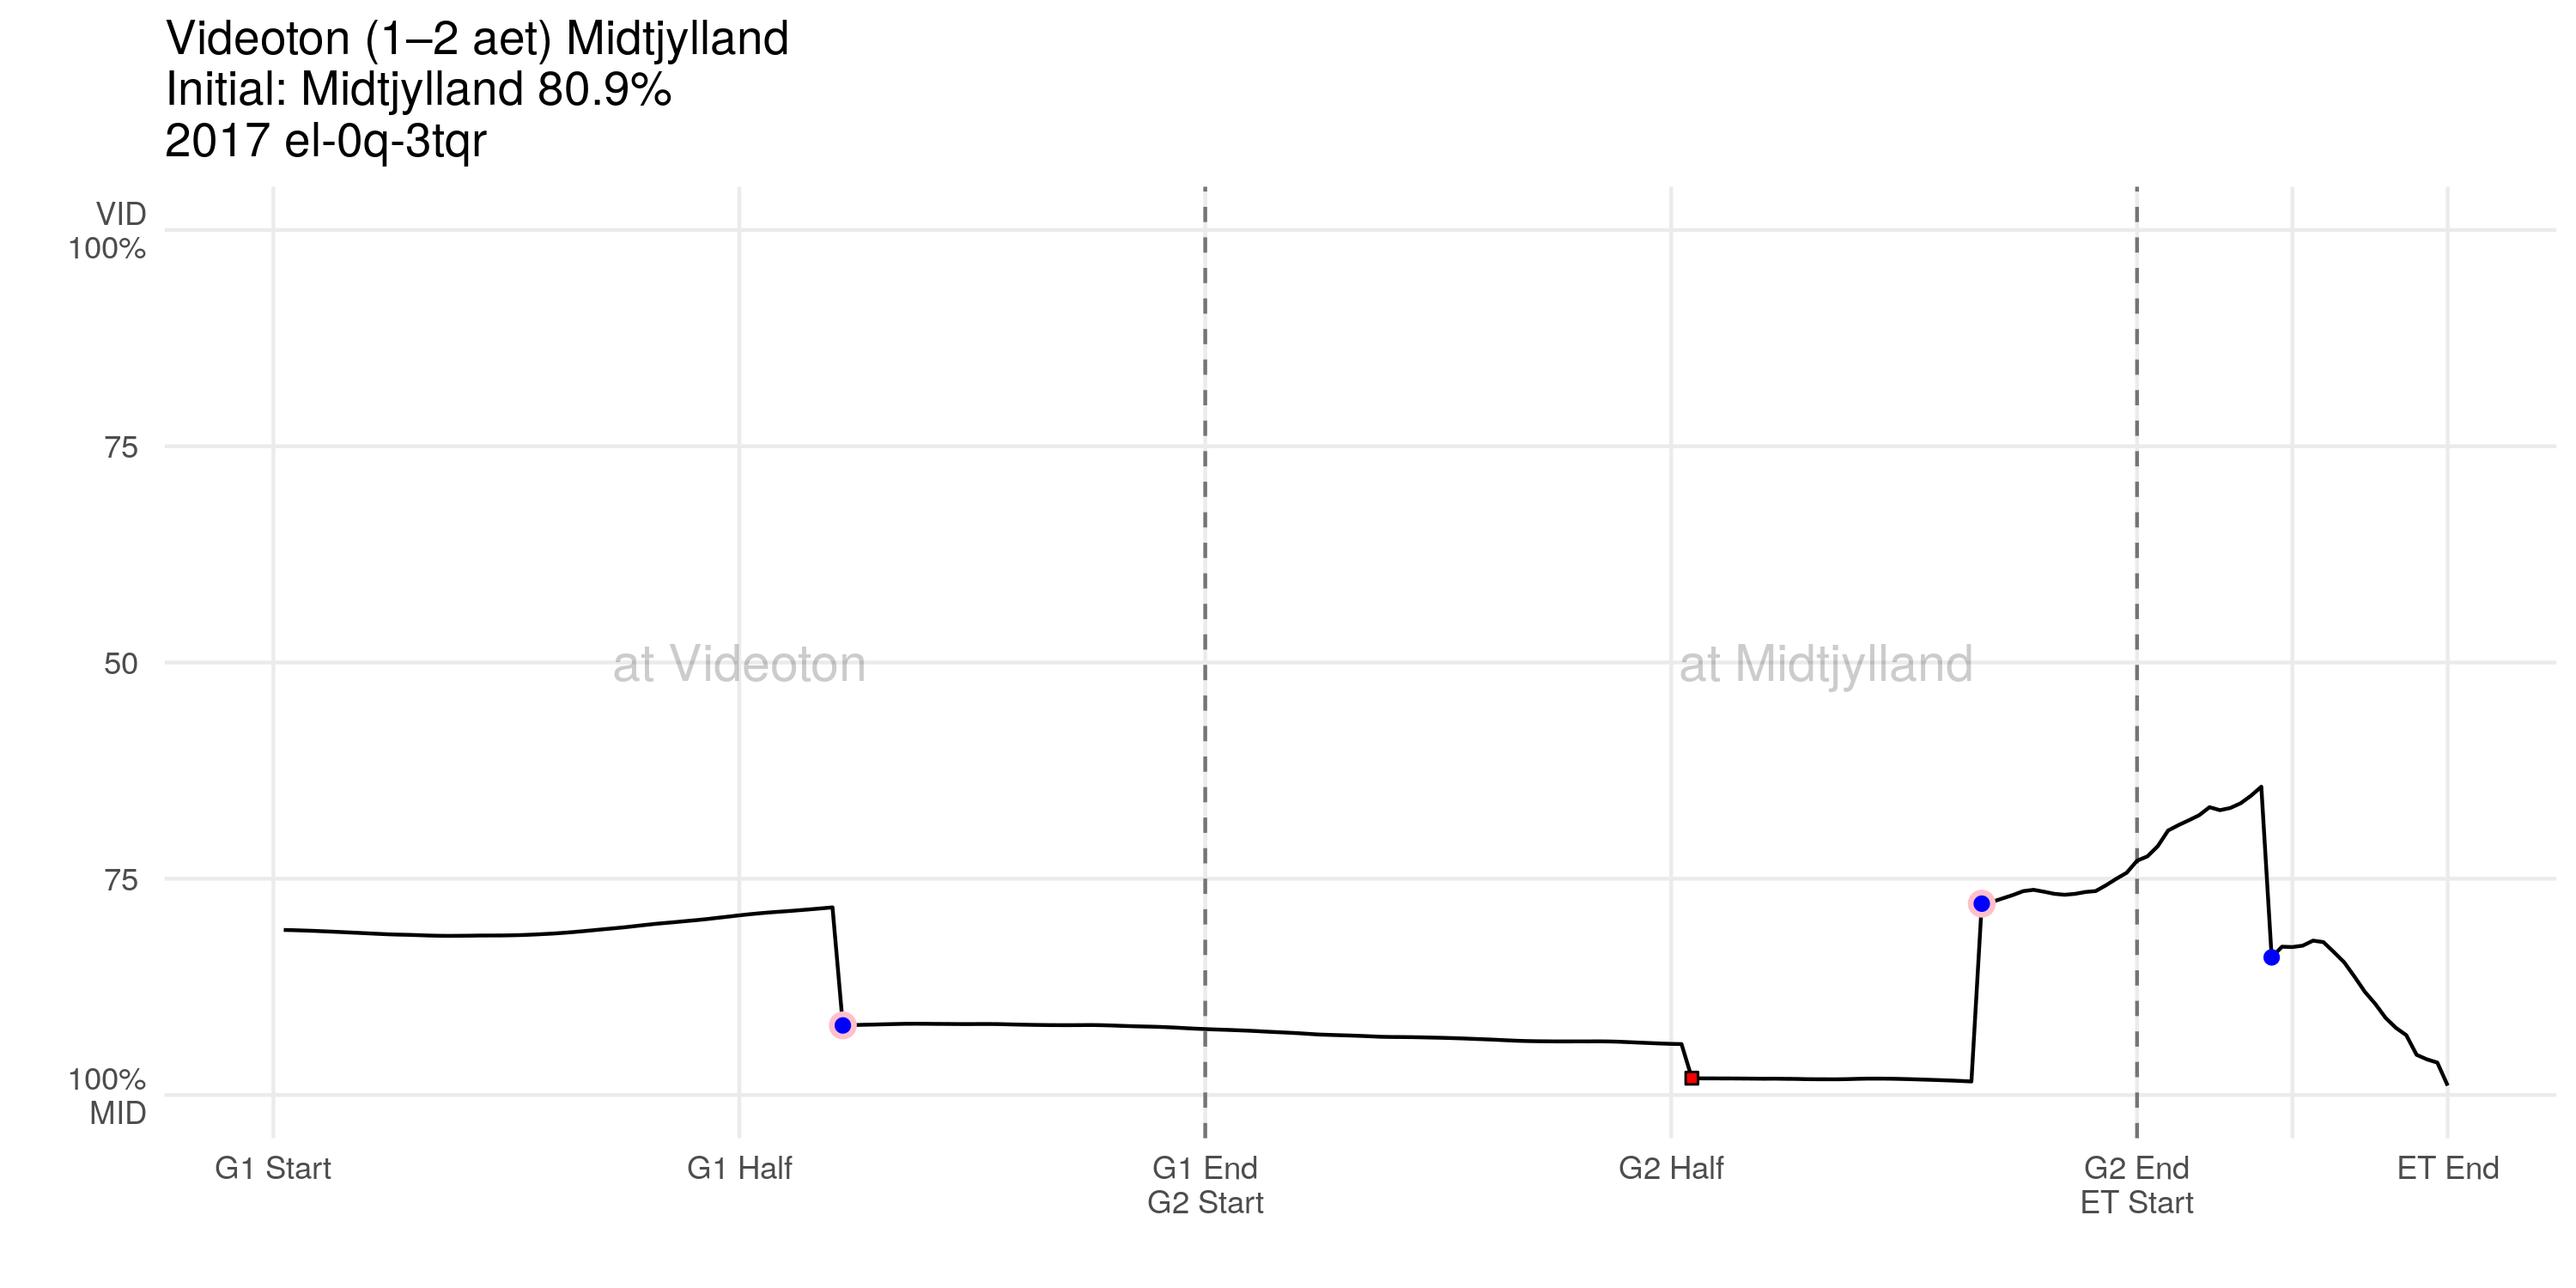 Videoton (1–2 aet) Midtjylland
Initial: Midtjylland 80.9%
2017 el-0q-3tqr
VID
100%
75
50
75
100%
MID
at Videoton
at Midtjylland
G1 Start
G1 Half
G1 End
G2 Start
G2 Half
G2 End
ET Start
ET End